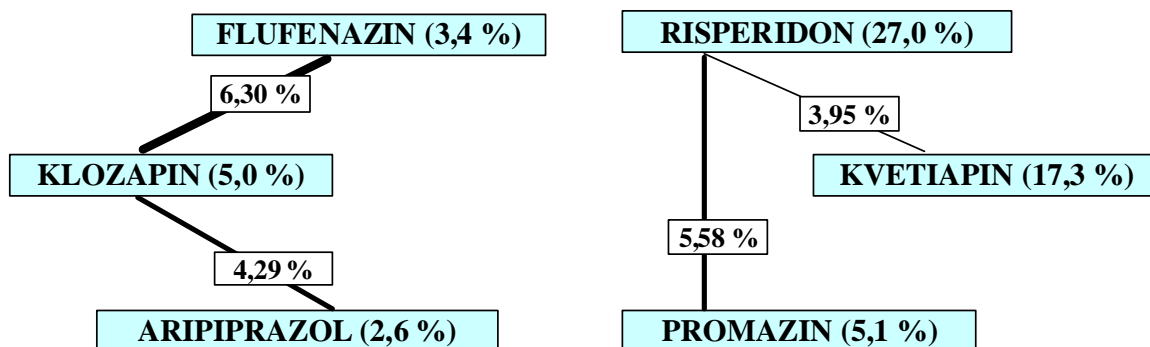 FLUFENAZIN (3,4 %)
RISPERIDON (27,0 %)
6,30 %
3,95 %
KLOZAPIN (5,0 %)
KVETIAPIN (17,3 %)
5,58 %
4,29 %
ARIPIPRAZOL (2,6 %)
PROMAZIN (5,1 %)